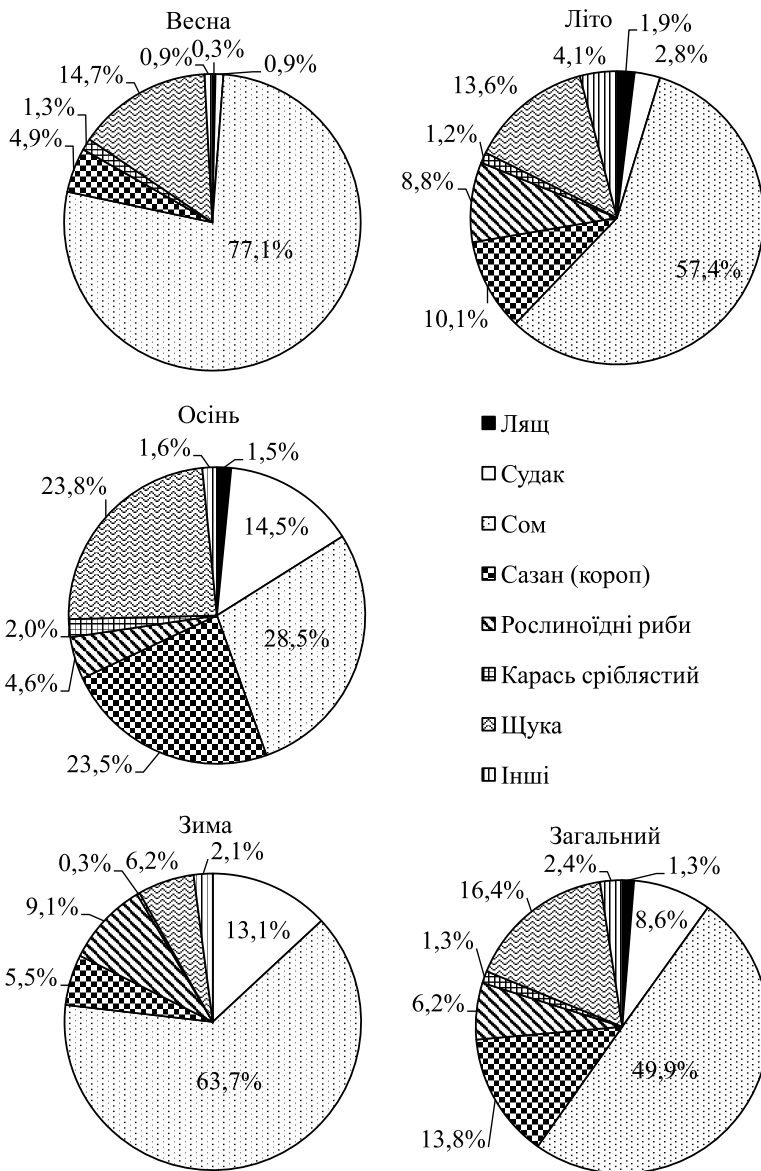 Весна
0,9%
0,3%
0,9%
14,7%
1,3%
4,9%
77,1%
Літо
1,9%
4,1%
2,8%
13,6%
1,2%
8,8%
57,4%
10,1%
Осінь
1,6%
1,5%
23,8%
14,5%
2,0%
28,5%
4,6%
23,5%
Лящ
Судак
Сом
Сазан (короп)
Рослиноїдні риби
Карась сріблястий
Щука
Інші
Зима
0,3%
6,2%
2,1%
9,1%
13,1%
5,5%
63,7%
Загальний
2,4%
1,3%
16,4%
8,6%
1,3%
6,2%
49,9%
13,8%